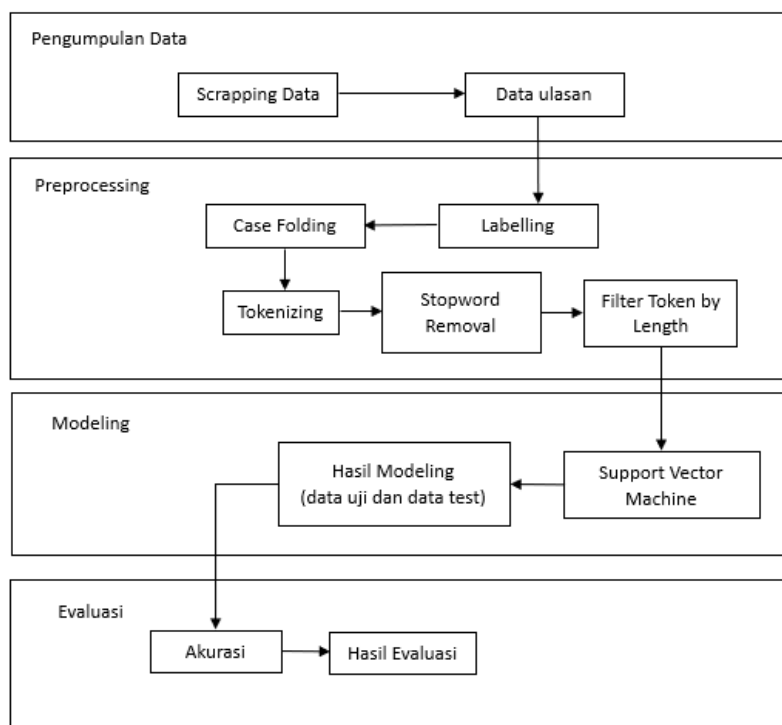 Pengumpulan Data
Scrapping Data
Data ulasan
Preprocessing
Case Folding
Labelling
Tokenizing
Stopword
Removal
Filter Token by
Length
Modeling
Hasil Modeling
(data uji dan data test)
Support Vector
Machine
Evaluasi
Akurasi
Hasil Evaluasi